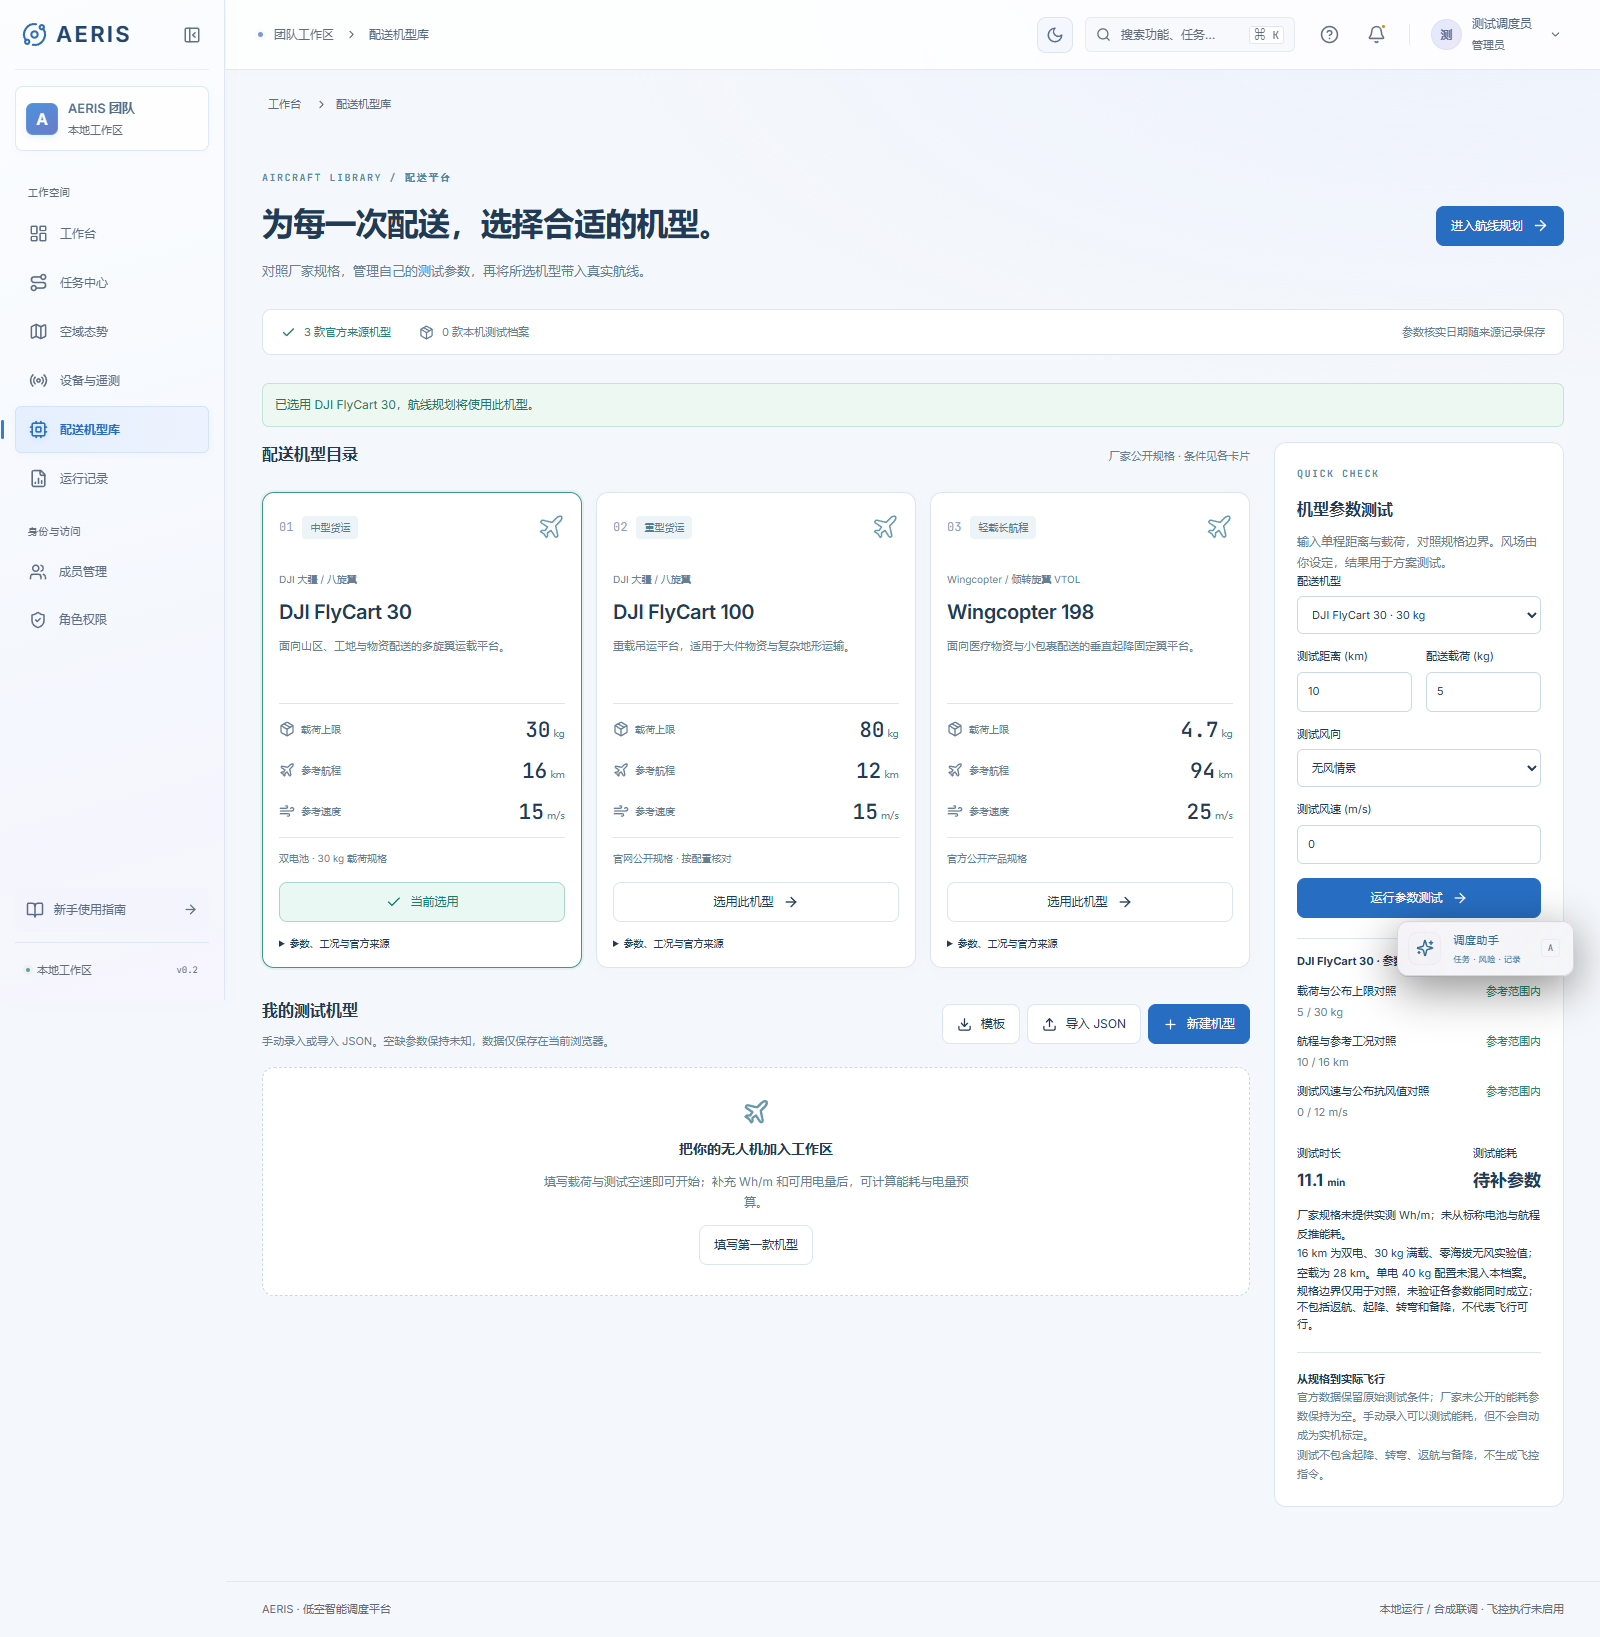 AERIS
团队工作区
配送机型库
搜索功能、任务...
⌘ K
测
测试调度员
管理员
A
AERIS 团队
本地工作区
工作空间
工作台
任务中心
空域态势
设备与遥测
配送机型库
运行记录
身份与访问
成员管理
角色权限
新手使用指南
本地工作区
v0.2
工作台
配送机型库
AIRCRAFT LIBRARY / 配送平台
为每一次配送，选择合适的机型。
对照厂家规格，管理自己的测试参数，再将所选机型带入真实航线。
进入航线规划
3 款官方来源机型
0 款本机测试档案
参数核实日期随来源记录保存
已选用 DJI FlyCart 30，航线规划将使用此机型。
配送机型目录
厂家公开规格 · 条件见各卡片
01 中型货运
DJI 大疆 / 八旋翼
DJI FlyCart 30
面向山区、工地与物资配送的多旋翼运载平台。
载荷上限 30 kg
参考航程 16 km
参考速度 15 m/s
双电池 · 30 kg 载荷规格
当前选用
参数、工况与官方来源
02 重型货运
DJI 大疆 / 八旋翼
DJI FlyCart 100
重载吊运平台，适用于大件物资与复杂地形运输。
载荷上限 80 kg
参考航程 12 km
参考速度 15 m/s
官网公开规格 · 按配置核对
选用此机型
参数、工况与官方来源
03 轻载长航程
Wingcopter / 倾转旋翼 VTOL
Wingcopter 198
面向医疗物资与小包裹配送的垂直起降固定翼平台。
载荷上限 4.7 kg
参考航程 94 km
参考速度 25 m/s
官方公开产品规格
选用此机型
参数、工况与官方来源
我的测试机型
手动录入或导入 JSON。空缺参数保持未知，数据仅保存在当前浏览器。
模板
导入 JSON
新建机型
把你的无人机加入工作区
填写载荷与测试空速即可开始；补充 Wh/m 和可用电量后，可计算能耗与电量预
算。
填写第一款机型
QUICK CHECK
机型参数测试
输入单程距离与载荷，对照规格边界。风场由
你设定，结果用于方案测试。
配送机型
DJI FlyCart 30 · 30 kg
测试距离 (km)
配送载荷 (kg)
10
5
测试风向
无风情景
测试风速 (m/s)
0
运行参数测试
调度助手
任务 · 风险 · 记录
A
DJI FlyCart 30 · 参
载荷与公布上限对照 参考范围内
5 / 30 kg
航程与参考工况对照 参考范围内
10 / 16 km
测试风速与公布抗风值对照 参考范围内
0 / 12 m/s
测试时长
测试能耗
11.1 min
待补参数
厂家规格未提供实测 Wh/m；未从标称电池与航程
反推能耗。
16 km 为双电、30 kg 满载、零海拔无风实验值；
空载为 28 km。单电 40 kg 配置未混入本档案。
规格边界仅用于对照，未验证各参数能同时成立；
不包括返航、起降、转弯和备降，不代表飞行可
行。
从规格到实际飞行
官方数据保留原始测试条件；厂家未公开的能耗参
数保持为空。手动录入可以测试能耗，但不会自动
成为实机标定。
测试不包含起降、转弯、返航与备降，不生成飞控
指令。
AERIS · 低空智能调度平台
本地运行 / 合成联调 · 飞控执行未启用